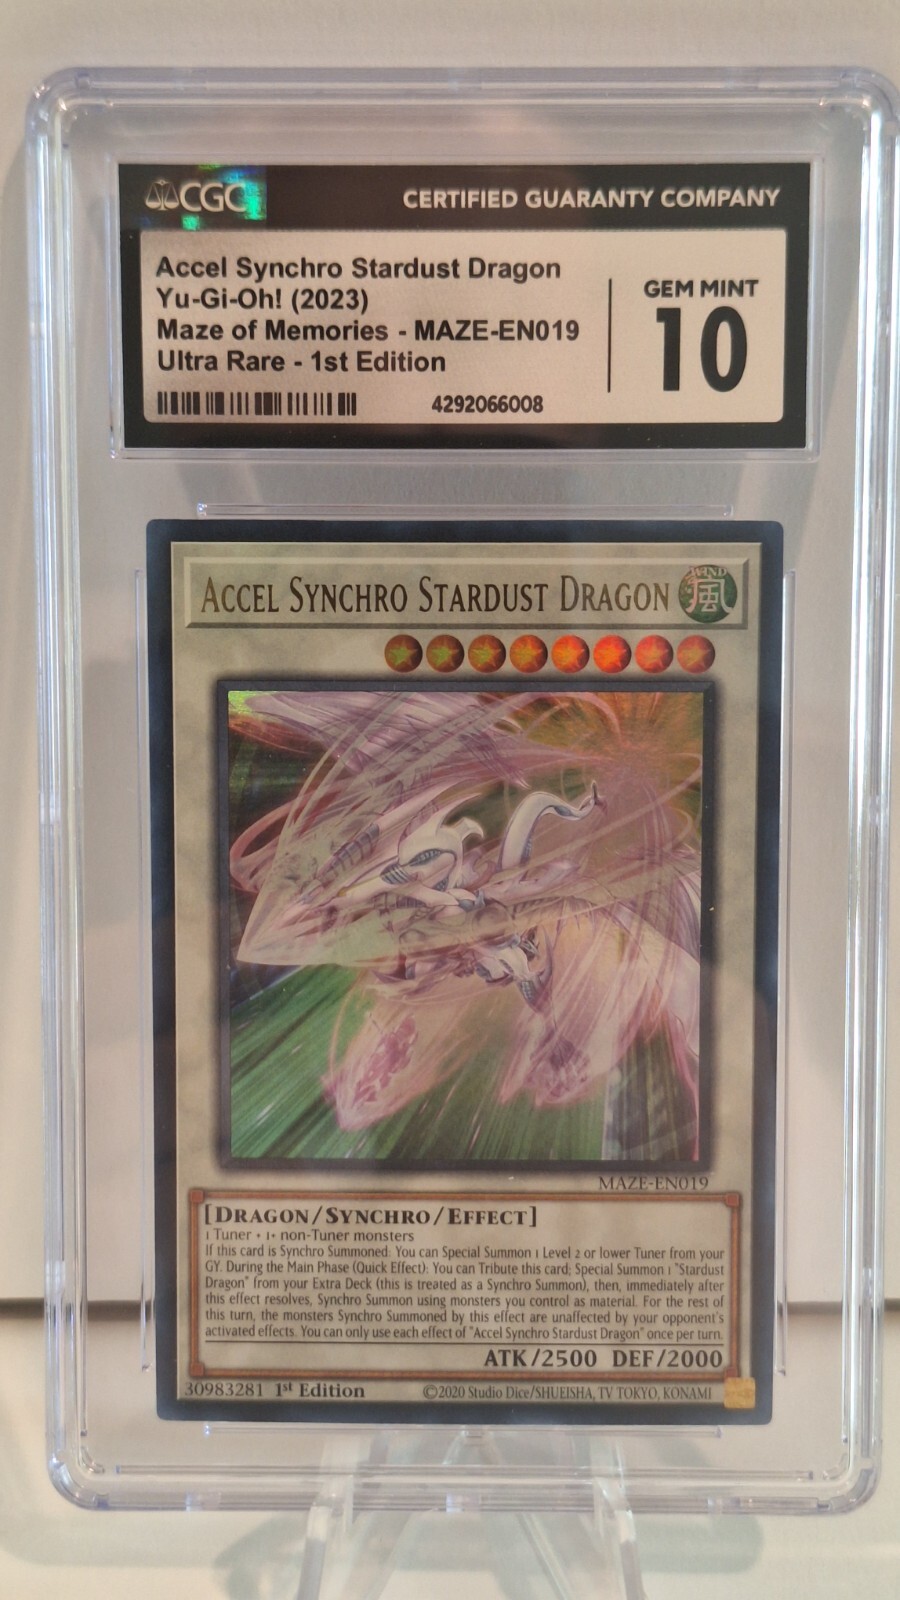 CGC
CERTIFIED GUARANTY COMPANY
Accel Synchro Stardust Dragon
Yu-Gi-Oh! (2023)
Maze of Memories - MAZE-EN019
Ultra Rare - 1st Edition
4292066008
GEM MINT
10
ACCEL SYNCHRO STARDUST DRAGON
WIND
風
MAZE-EN019
[DRAGON/SYNCHRO/EFFECT]
1 Tuner + 1+ non-Tuner monsters
If this card is Synchro Summoned: You can Special Summon 1 Level 2 or lower Tuner from your
GY. During the Main Phase (Quick Effect): You can Tribute this card; Special Summon 1 "Stardust
Dragon" from your Extra Deck (this is treated as a Synchro Summon), then, immediately after
this effect resolves, Synchro Summon using monsters you control as material. For the rest of
this turn, the monsters Synchro Summoned by this effect are unaffected by your opponent's
activated effects. You can only use each effect of "Accel Synchro Stardust Dragon" once per turn.
ATK/2500 DEF/2000
30983281 1st Edition
©2020 Studio Dice/SHUEISHA, TV TOKYO, KONAMI